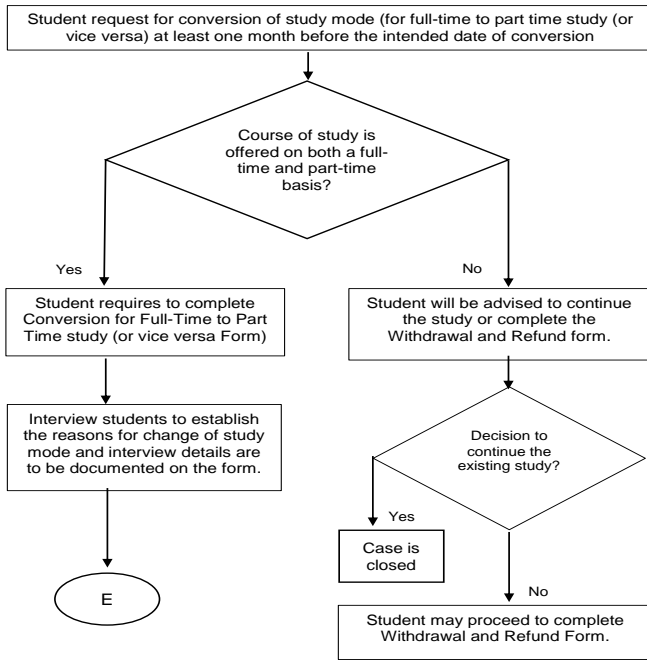 Student request for conversion of study mode (for full-time to part time study (or
vice versa) at least one month before the intended date of conversion
Course of study is
offered on both a full-
time and part-time
basis?
Yes
No
Student requires to complete
Conversion for Full-Time to Part
Time study (or vice versa Form)
Student will be advised to continue
the study or complete the
Withdrawal and Refund form.
Interview students to establish
the reasons for change of study
mode and interview details are
to be documented on the form.
Decision to
continue the
existing study?
Yes
Case is
closed
E
No
Student may proceed to complete
Withdrawal and Refund Form.